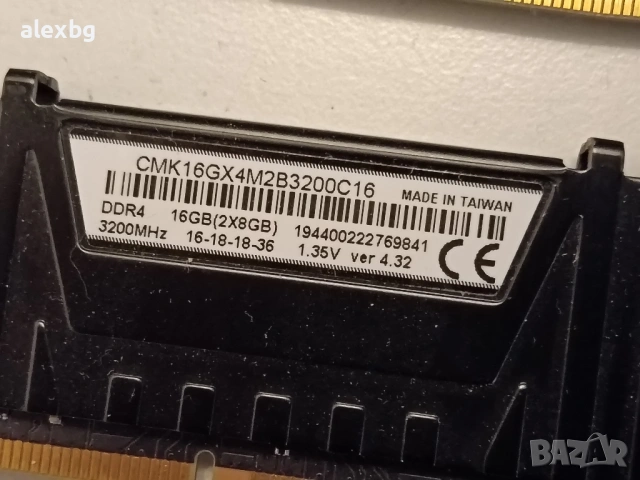 alexbg
CMK16GX4M2B3200C16
MADE IN TAIWAN
DDR4 16GB(2X8GB) 194400222769841
3200MHz 16-18-18-36 1.35V ver 4.32
CE
BAZAR